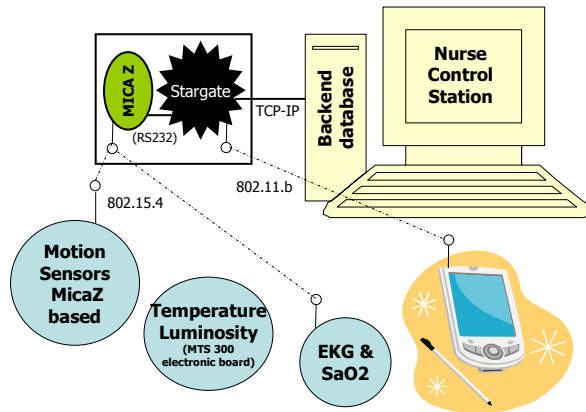 MICA Z
Stargate
(RS232)
TCP-IP
Backend
database
Nurse
Control
Station
802.15.4
802.11.b
Motion
Sensors
MicaZ
based
Temperature
Luminosity
(MTS 300
electronic board)
EKG &
SaO2